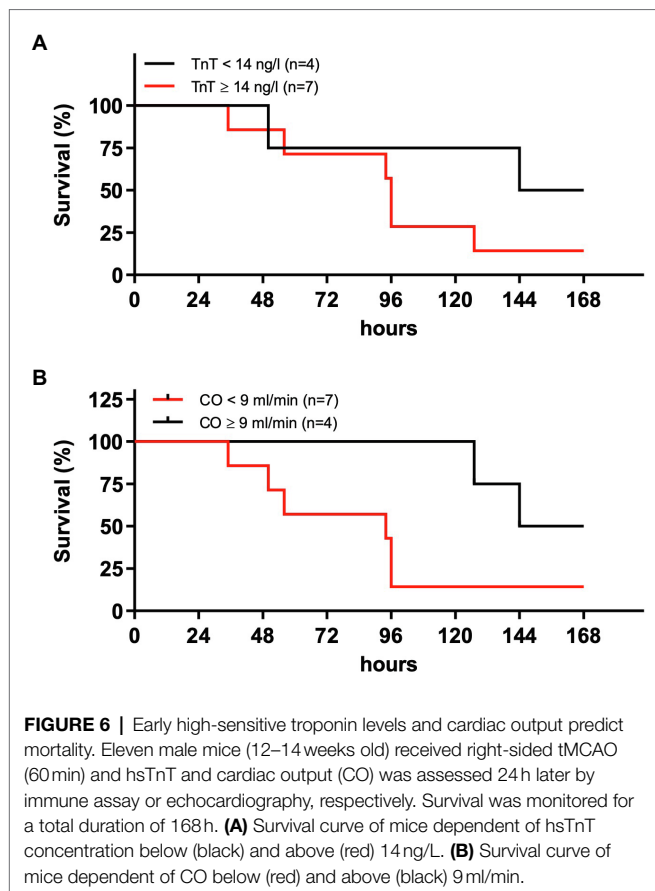 A
TnT < 14 ng/l (n=4)
TnT ≥ 14 ng/l (n=7)
100
75
50
25
0
Survival (%)
0 24 48 72 96 120 144 168
hours
B
CO < 9 ml/min (n=7)
CO ≥ 9 ml/min (n=4)
125
100
75
50
25
0
Survival (%)
0 24 48 72 96 120 144 168
hours
FIGURE 6 | Early high-sensitive troponin levels and cardiac output predict
mortality. Eleven male mice (12–14 weeks old) received right-sided tMCAO
(60 min) and hsTnT and cardiac output (CO) was assessed 24 h later by
immune assay or echocardiography, respectively. Survival was monitored for
a total duration of 168 h. (A) Survival curve of mice dependent of hsTnT
concentration below (black) and above (red) 14 ng/L. (B) Survival curve of
mice dependent of CO below (red) and above (black) 9 ml/min.